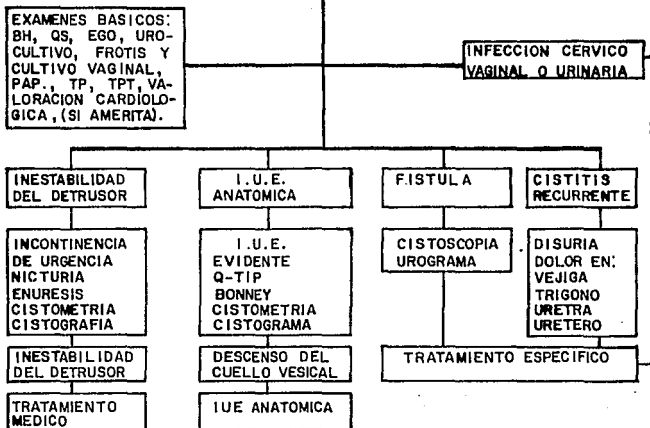 EXAMENES BASICOS:
BH, QS, EGO, URO-
CULTIVO, FROTIS Y
CULTIVO VAGINAL,
PAP., TP, TPT, VA-
LORACION CARDIOLO-
GICA, (SI AMERITA).
INFECCION CERVICO
VAGINAL O URINARIA
INESTABILIDAD
DEL DETRUSOR
I.U.E.
ANATOMICA
FISTULA
CISTITIS
RECURRENTE
INCONTINENCIA
DE URGENCIA
NICTURIA
ENURESIS
CISTOMETRIA
CISTOGRAFIA
I.U.E.
EVIDENTE
Q-TIP
BONNEY
CISTOMETRIA
CISTOGRAMA
CISTOSCOPIA
UROGRAMA
DISURIA
DOLOR EN:
VEJIGA
TRIGONO
URETRA
URETERO
INESTABILIDAD
DEL DETRUSOR
DESCENSO DEL
CUELLO VESICAL
TRATAMIENTO ESPECIFICO
TRATAMIENTO
MEDICO
IUE ANATOMICA